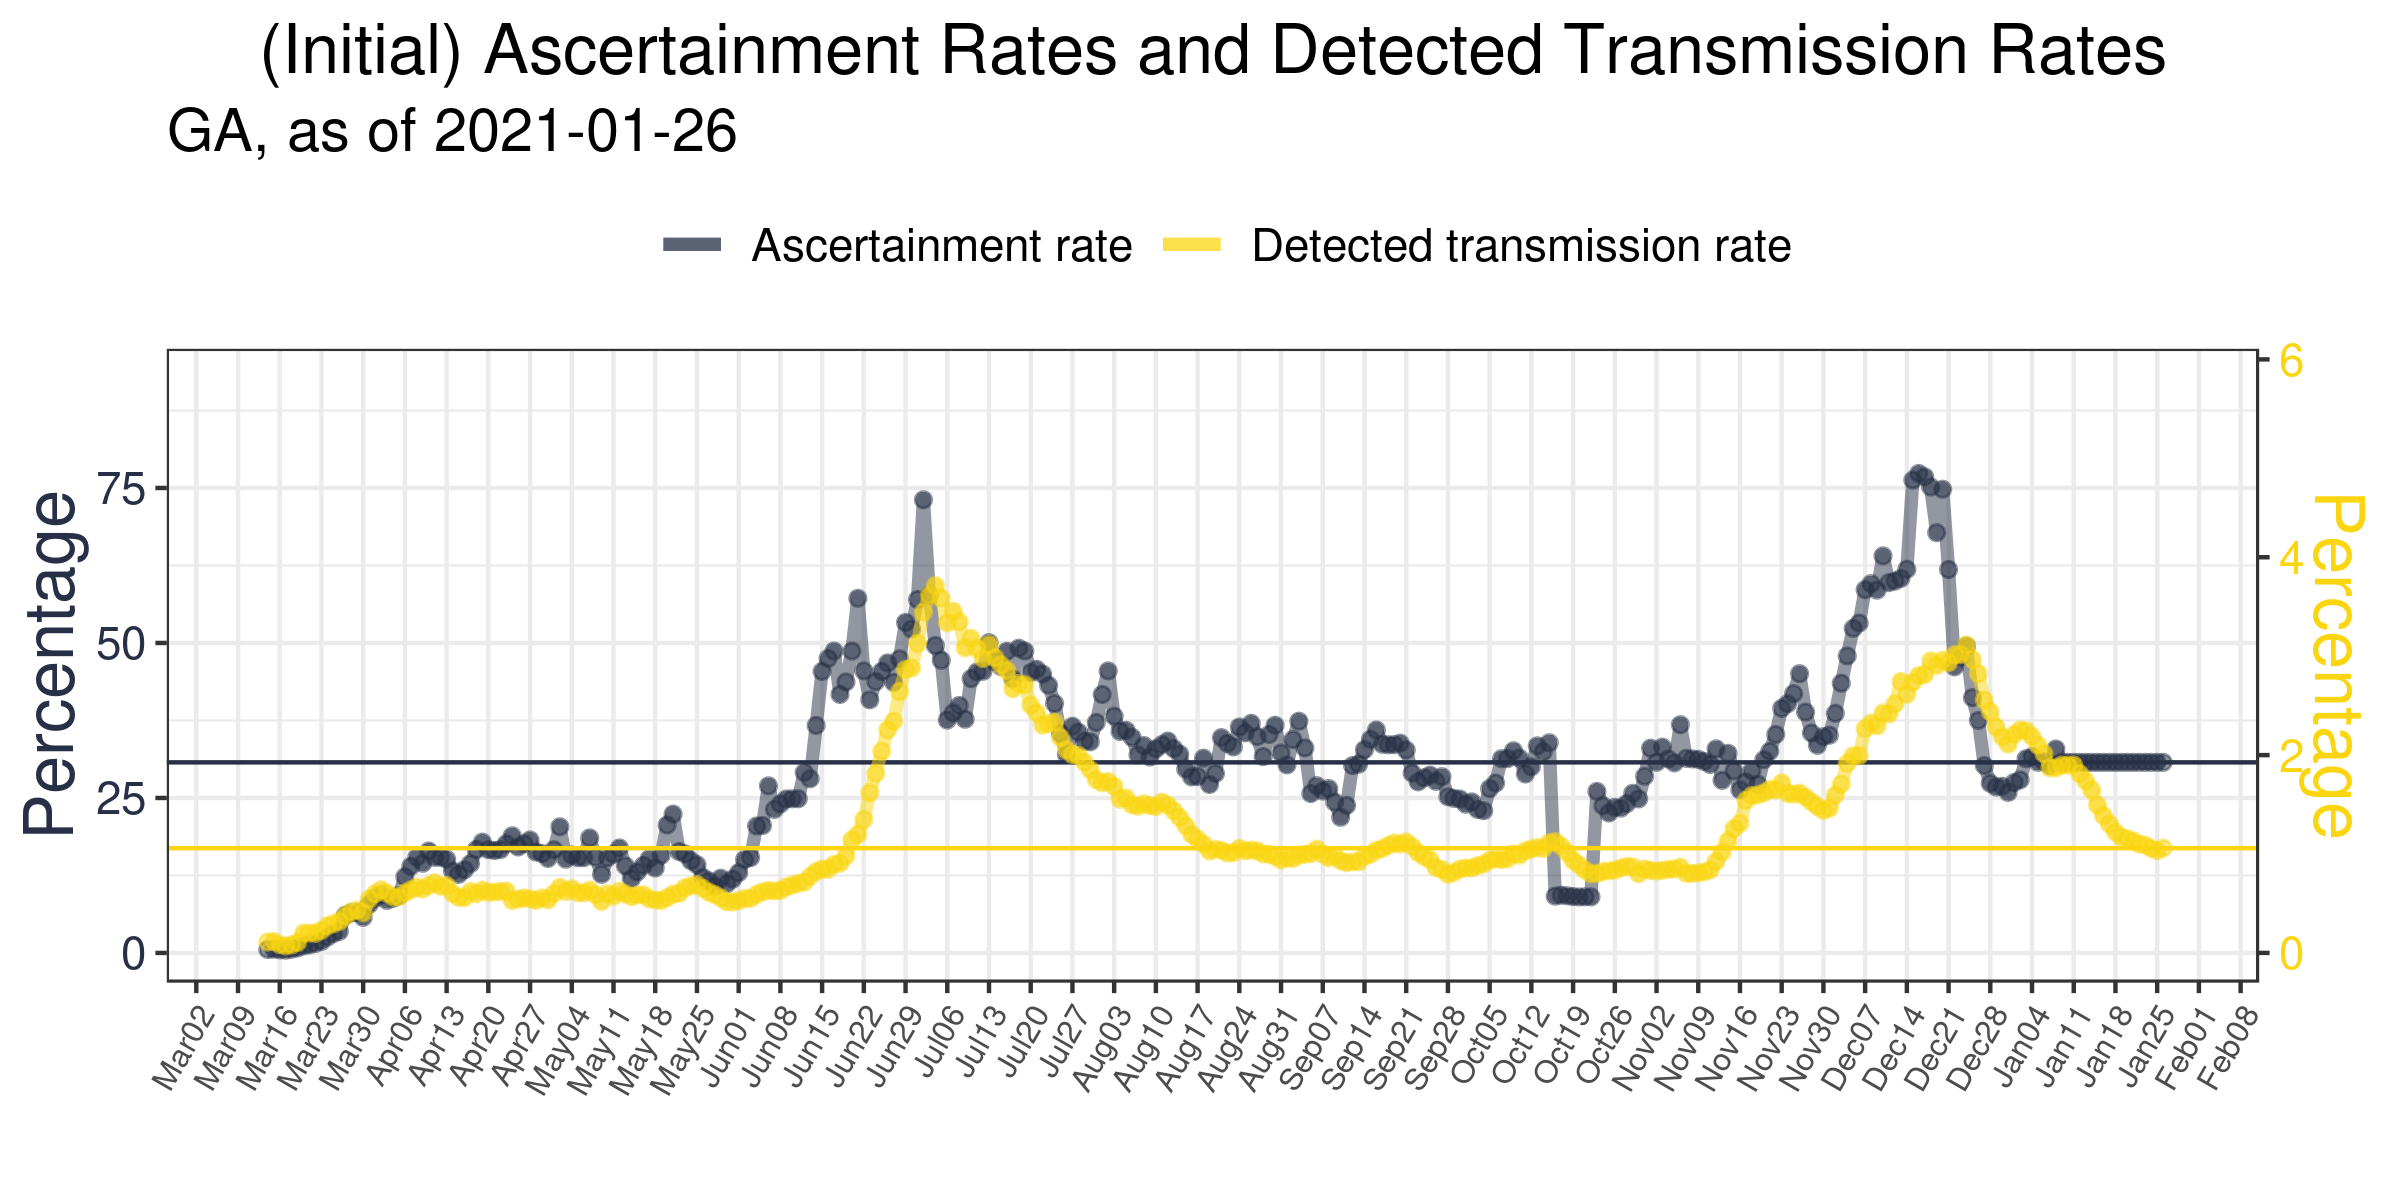 (Initial) Ascertainment Rates and Detected Transmission Rates
GA, as of 2021-01-26
Ascertainment rate
Detected transmission rate
Percentage
75
50
25
0
6
4
2
0
Percentage
Mar02
Mar09
Mar16
Mar23
Mar30
Apr06
Apr13
Apr20
Apr27
May04
May11
May18
May25
Jun01
Jun08
Jun15
Jun22
Jun29
Jul06
Jul13
Jul20
Jul27
Aug03
Aug10
Aug17
Aug24
Aug31
Sep07
Sep14
Sep21
Sep28
Oct05
Oct12
Oct19
Oct26
Nov02
Nov09
Nov16
Nov23
Nov30
Dec07
Dec14
Dec21
Dec28
Jan04
Jan11
Jan18
Jan25
Feb01
Feb08